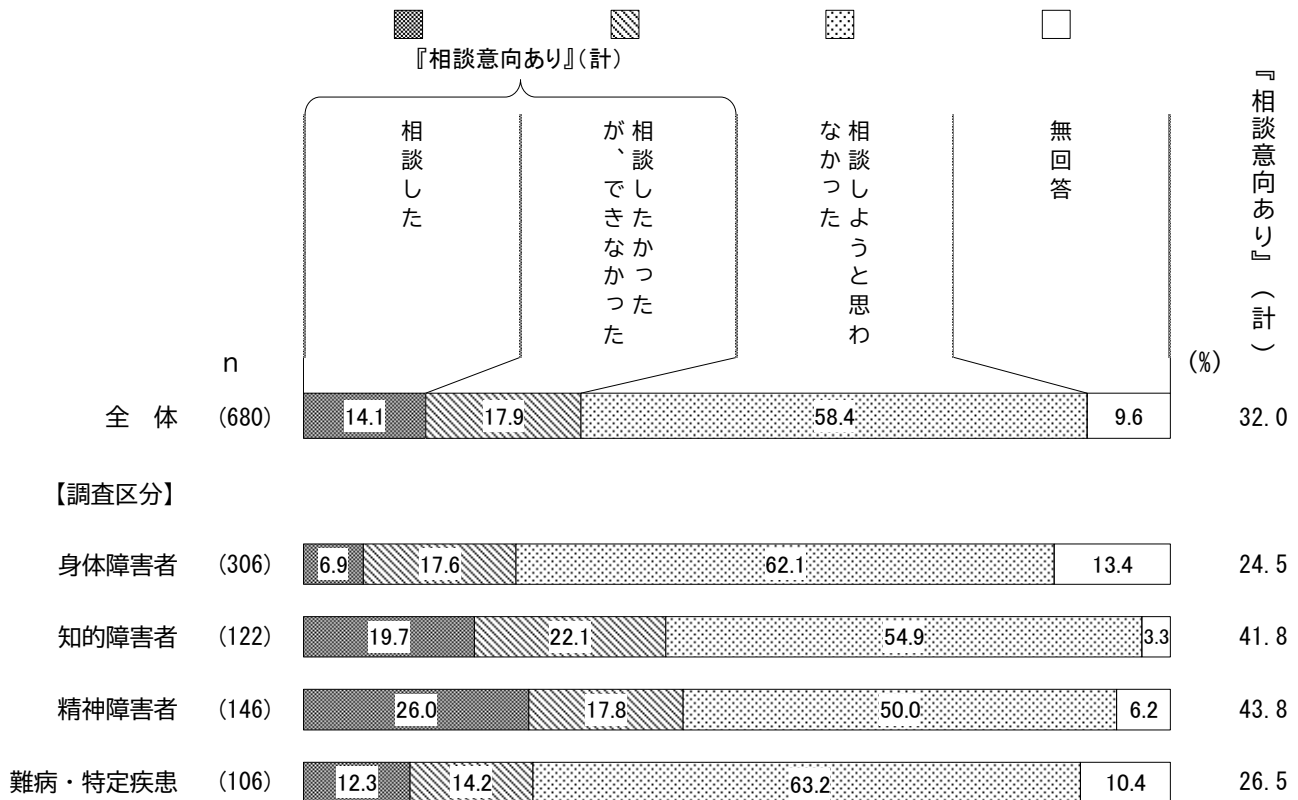 『相談意向あり』(計)
相談した
相談したかった
が、できなかった
相談しようと思わ
なかった
無回答
『相談意向あり』(計)
n
(%)
全 体 (680) 14.1 17.9 58.4 9.6 32.0
【調査区分】
身体障害者 (306) 6.9 17.6 62.1 13.4 24.5
知的障害者 (122) 19.7 22.1 54.9 3.3 41.8
精神障害者 (146) 26.0 17.8 50.0 6.2 43.8
難病・特定疾患 (106) 12.3 14.2 63.2 10.4 26.5